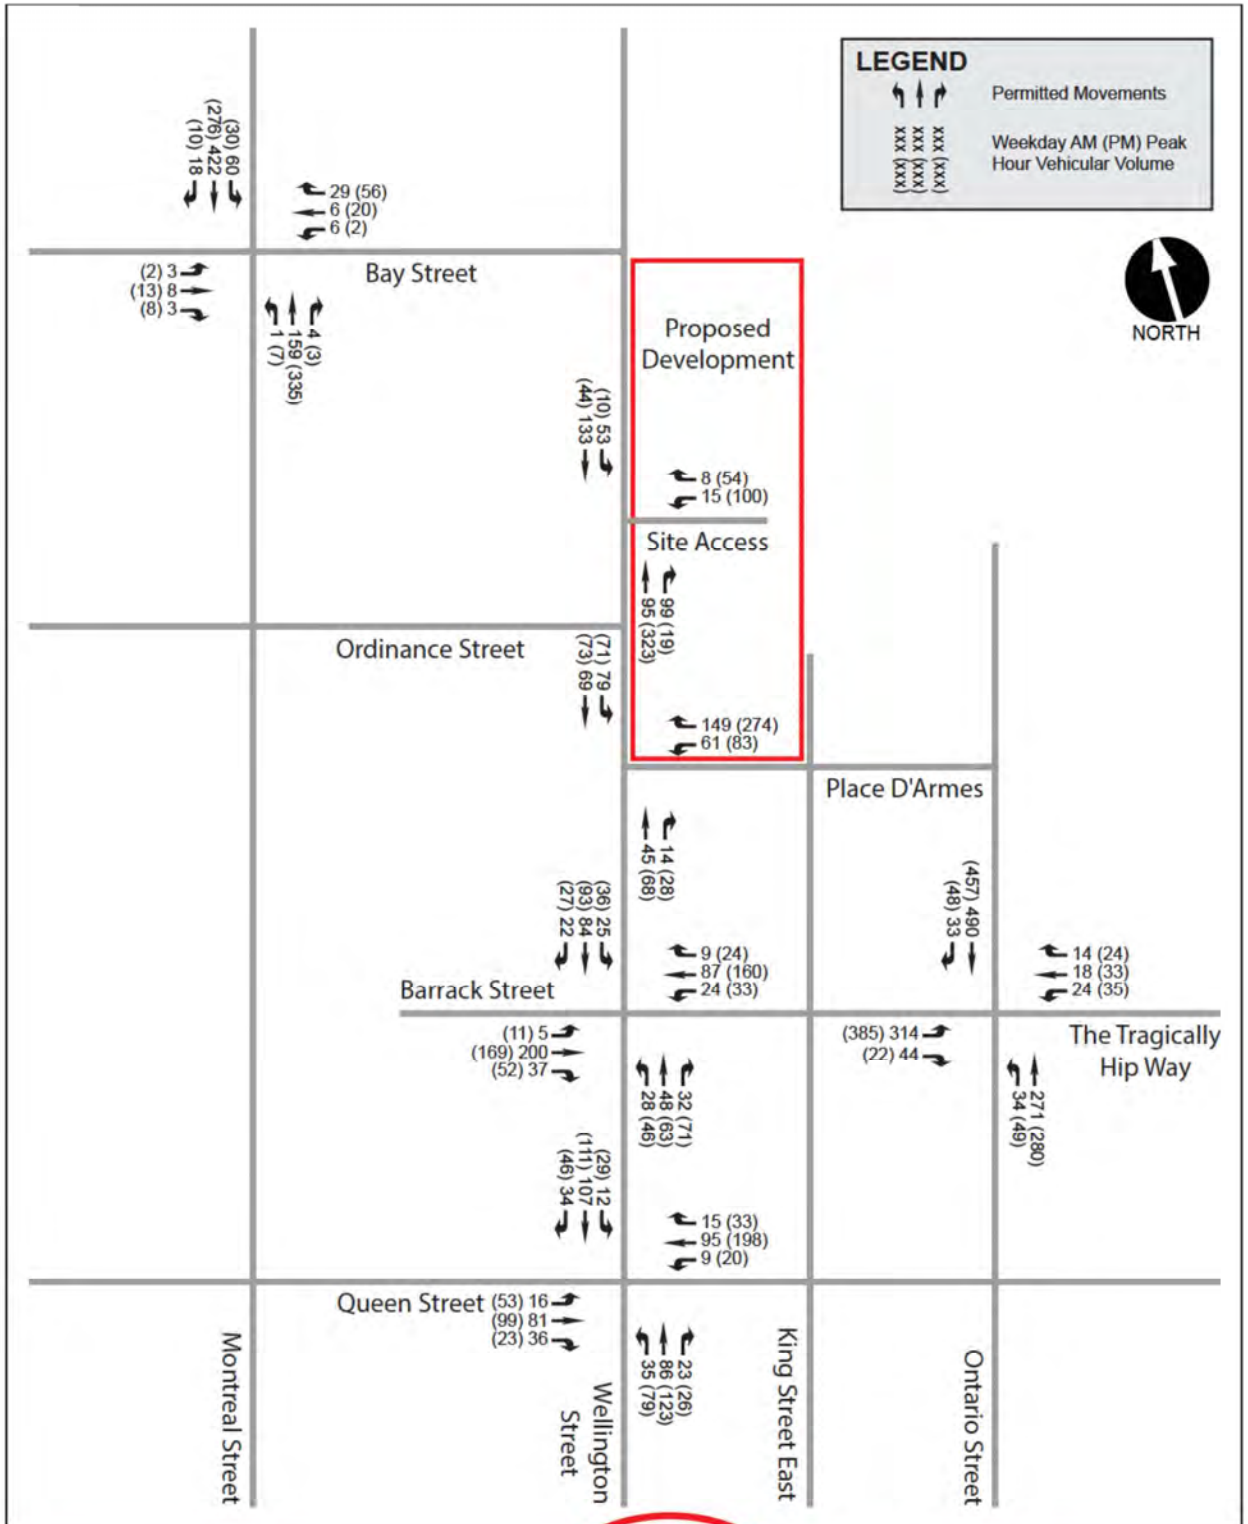 LEGEND
Permitted Movements
xxx (xxx)
xxx (xxx)
xxx (xxx)
Weekday AM (PM) Peak
Hour Vehicular Volume
NORTH
(30) 60
(276) 422
(10) 18
29 (56)
6 (20)
6 (2)
Bay Street
(2) 3
(13) 8
(8) 3
1 (7)
159 (335)
4 (3)
Proposed
Development
(10) 53
(44) 133
8 (54)
15 (100)
Site Access
95 (323)
99 (19)
Ordinance Street
(71) 79
(73) 69
149 (274)
61 (83)
Place D'Armes
45 (68)
14 (28)
(457) 490
(48) 33
(36) 25
(93) 84
(27) 22
9 (24)
87 (160)
24 (33)
14 (24)
18 (33)
24 (35)
Barrack Street
(11) 5
(169) 200
(52) 37
(385) 314
(22) 44
The Tragically
Hip Way
28 (46)
48 (63)
32 (71)
34 (49)
271 (280)
(29) 12
(111) 107
(46) 34
15 (33)
95 (198)
9 (20)
Queen Street
(53) 16
(99) 81
(23) 36
35 (79)
86 (123)
23 (26)
Montreal Street
Wellington
Street
King Street East
Ontario Street